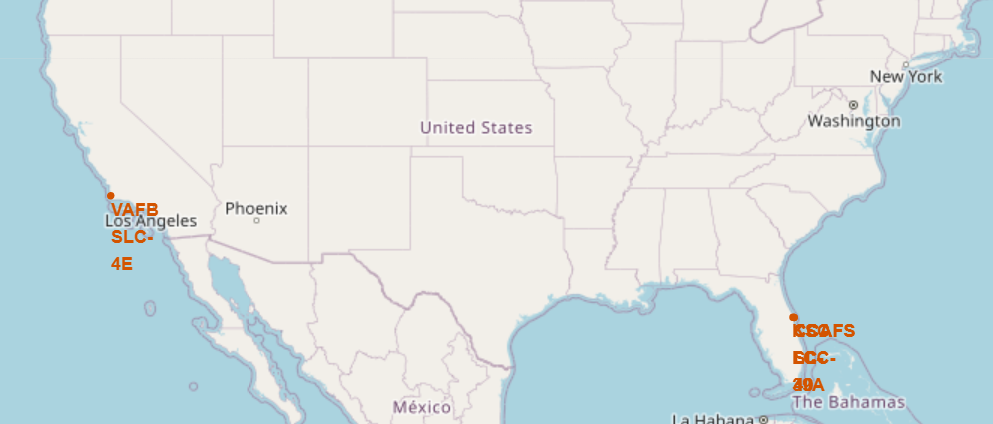 New York
Washington
United States
VAFB
SLC-
4E
Los Angeles
Phoenix
México
The Bahamas
La Habana